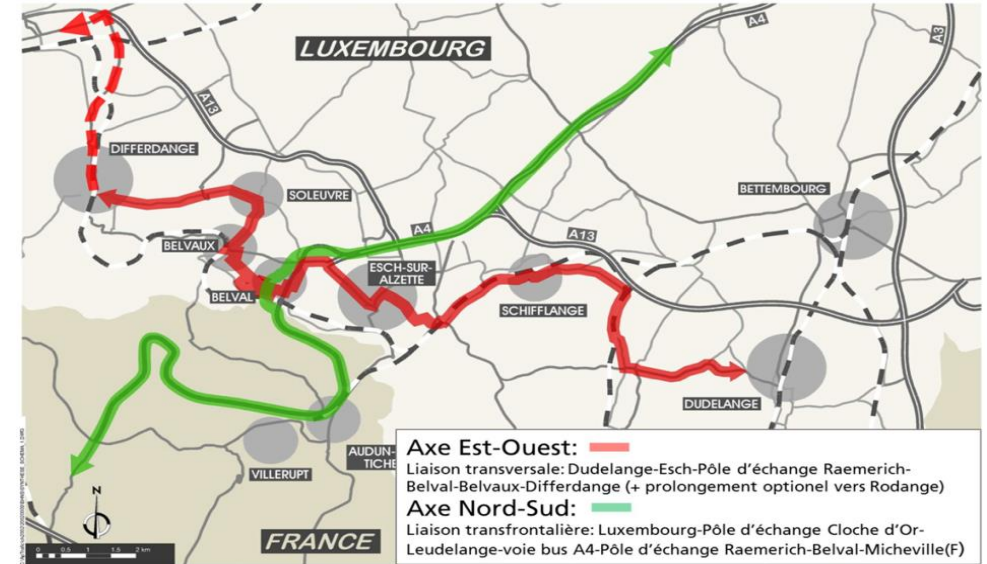 A4
A3
LUXEMBOURG
A13
DIFFERDANGE
SOLEUVRE
BETTEMBOURG
A4
A13
BELVAUX
ESCH-SUR-
ALZETTE
BELVAL
SCHIFFLANGE
DUDELANGE
AUDUN-
TICHE
VILLERUPT
N
0 0.5 1 1.5 2 km
FRANCE
Axe Est-Ouest:
Liaison transversale: Dudelange-Esch-Pôle d'échange Raemerich-
Belval-Belvaux-Differdange (+ prolongement optionel vers Rodange)
Axe Nord-Sud:
Liaison transfrontalière: Luxembourg-Pôle d'échange Cloche d'Or-
Leudelange-voie bus A4-Pôle d'échange Raemerich-Belval-Micheville(F)